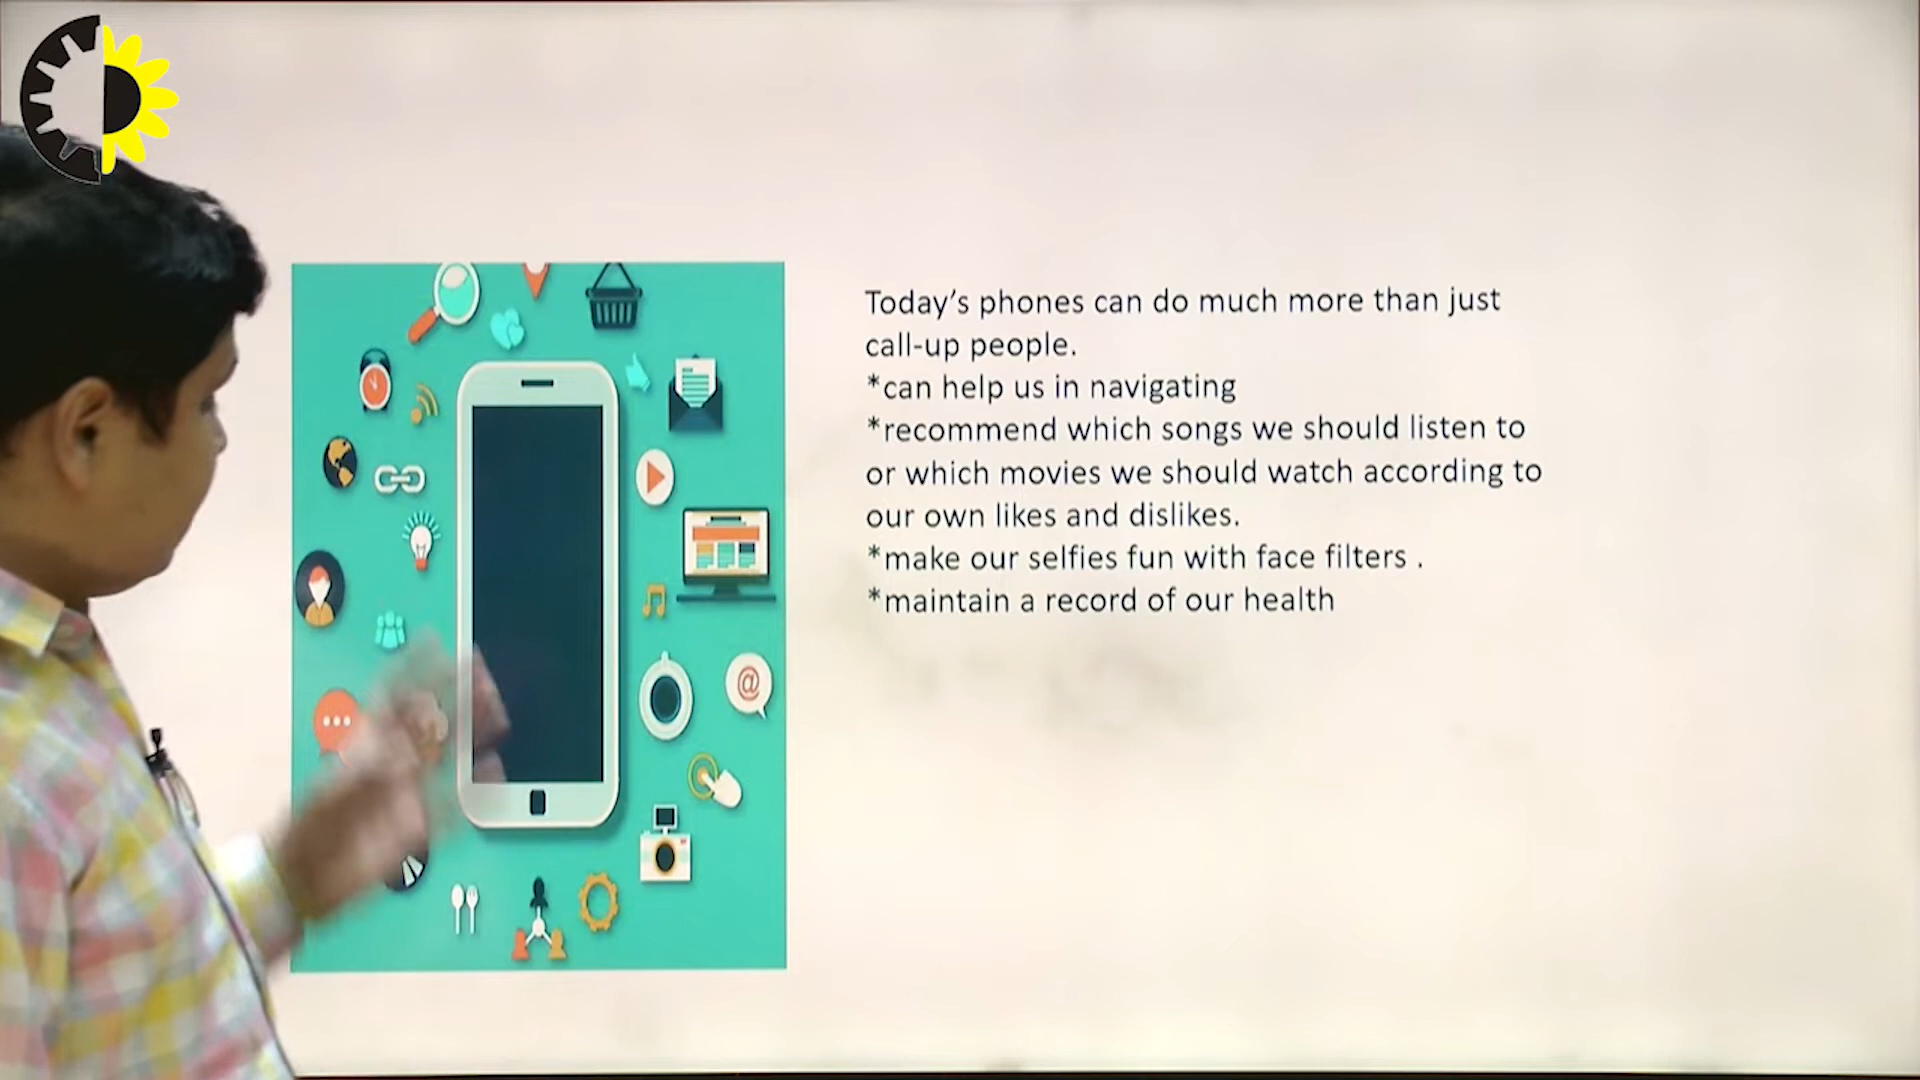 Today's phones can do much more than just
call-up people.
*can help us in navigating
*recommend which songs we should listen to
or which movies we should watch according to
our own likes and dislikes.
*make our selfies fun with face filters .
*maintain a record of our health
@